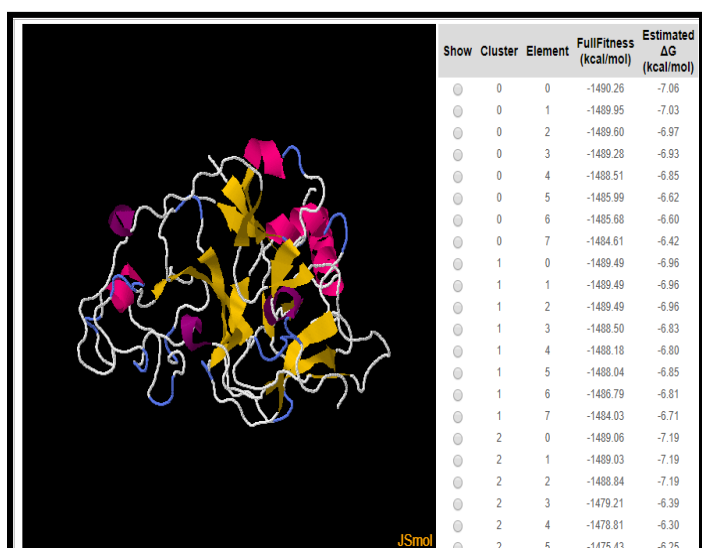 Show Cluster Element FullFitness (kcal/mol) Estimated ΔG (kcal/mol)
0 0 -1490.26 -7.06
0 1 -1489.95 -7.03
0 2 -1489.60 -6.97
0 3 -1489.28 -6.93
0 4 -1488.51 -6.85
0 5 -1485.99 -6.62
0 6 -1485.68 -6.60
0 7 -1484.61 -6.42
1 0 -1489.49 -6.96
1 1 -1489.49 -6.96
1 2 -1489.49 -6.96
1 3 -1488.50 -6.83
1 4 -1488.18 -6.80
1 5 -1488.04 -6.85
1 6 -1486.79 -6.81
1 7 -1484.03 -6.71
2 0 -1489.06 -7.19
2 1 -1489.03 -7.19
2 2 -1488.84 -7.19
2 3 -1479.21 -6.39
2 4 -1478.81 -6.30
2 5 -1475.43 -6.25
JSmol